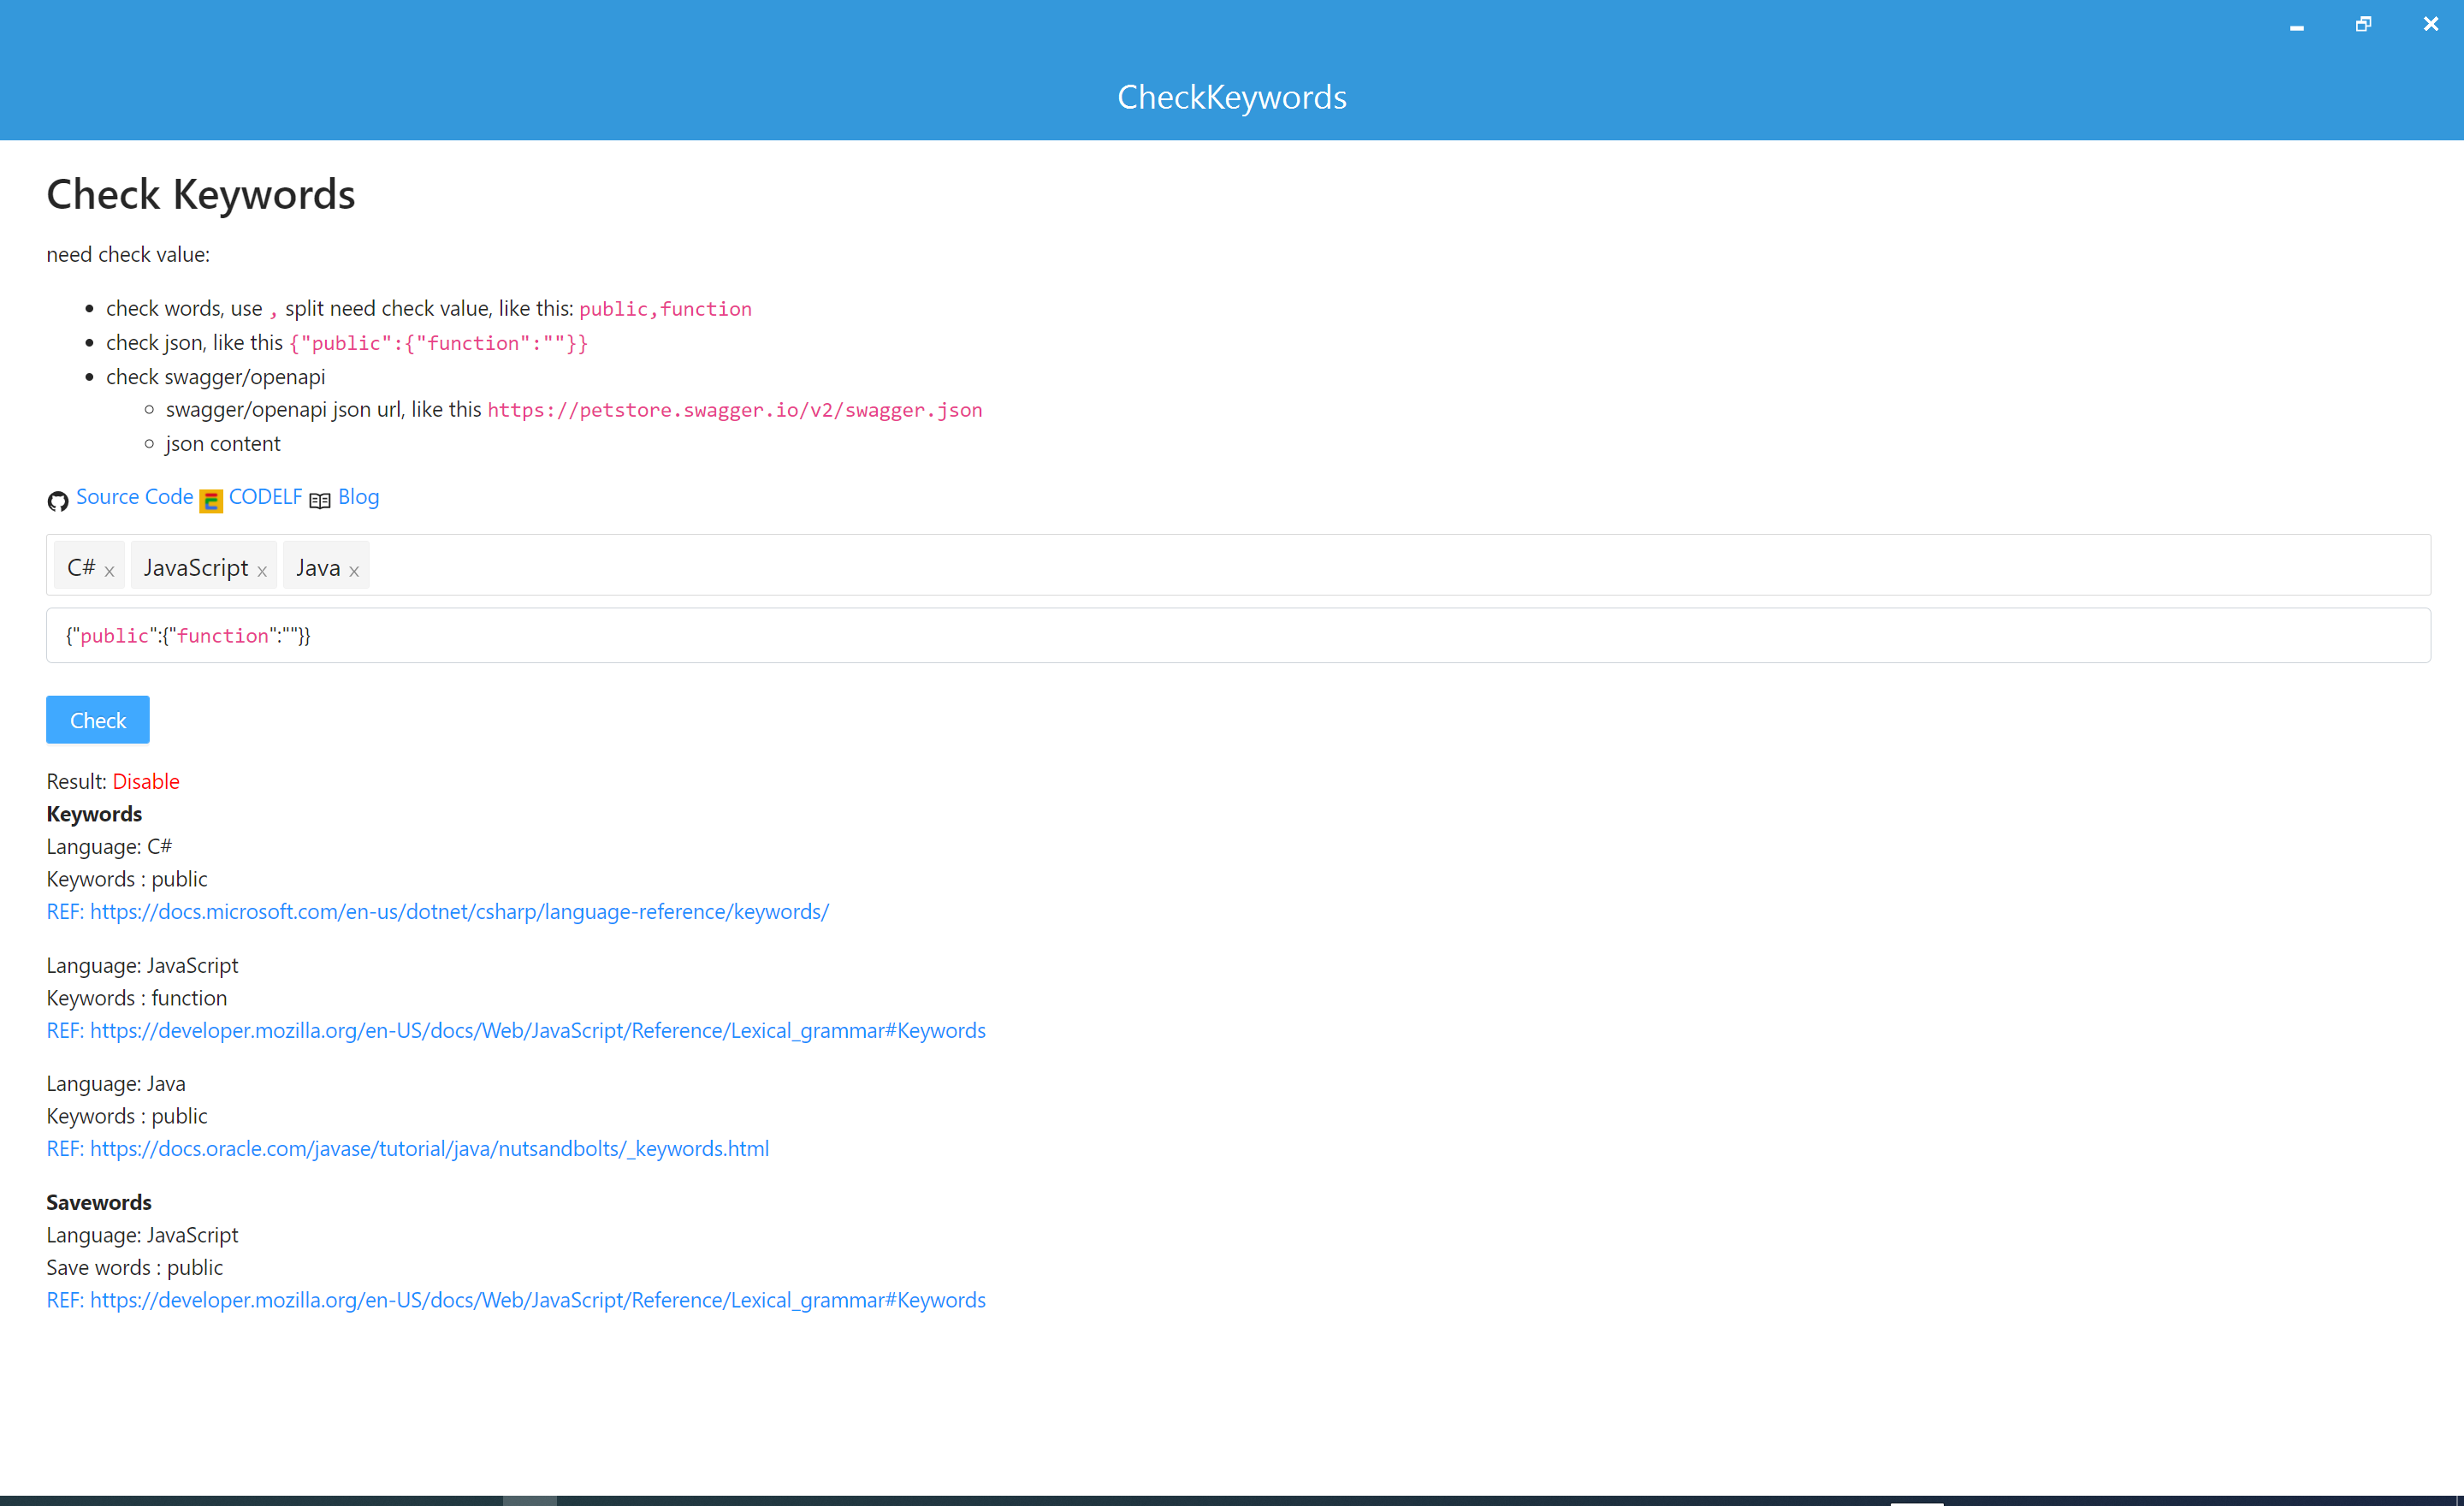 CheckKeywords
Check Keywords
need check value:
check words, use , split need check value, like this: public,function
check json, like this {"public":{"function":""}}
check swagger/openapi
swagger/openapi json url, like this https://petstore.swagger.io/v2/swagger.json
json content
Source Code CODELF Blog
C# x JavaScript x Java x
{"public":{"function":""}}
Check
Result: Disable
Keywords
Language: C#
Keywords : public
REF: https://docs.microsoft.com/en-us/dotnet/csharp/language-reference/keywords/
Language: JavaScript
Keywords : function
REF: https://developer.mozilla.org/en-US/docs/Web/JavaScript/Reference/Lexical_grammar#Keywords
Language: Java
Keywords : public
REF: https://docs.oracle.com/javase/tutorial/java/nutsandbolts/_keywords.html
Savewords
Language: JavaScript
Save words : public
REF: https://developer.mozilla.org/en-US/docs/Web/JavaScript/Reference/Lexical_grammar#Keywords